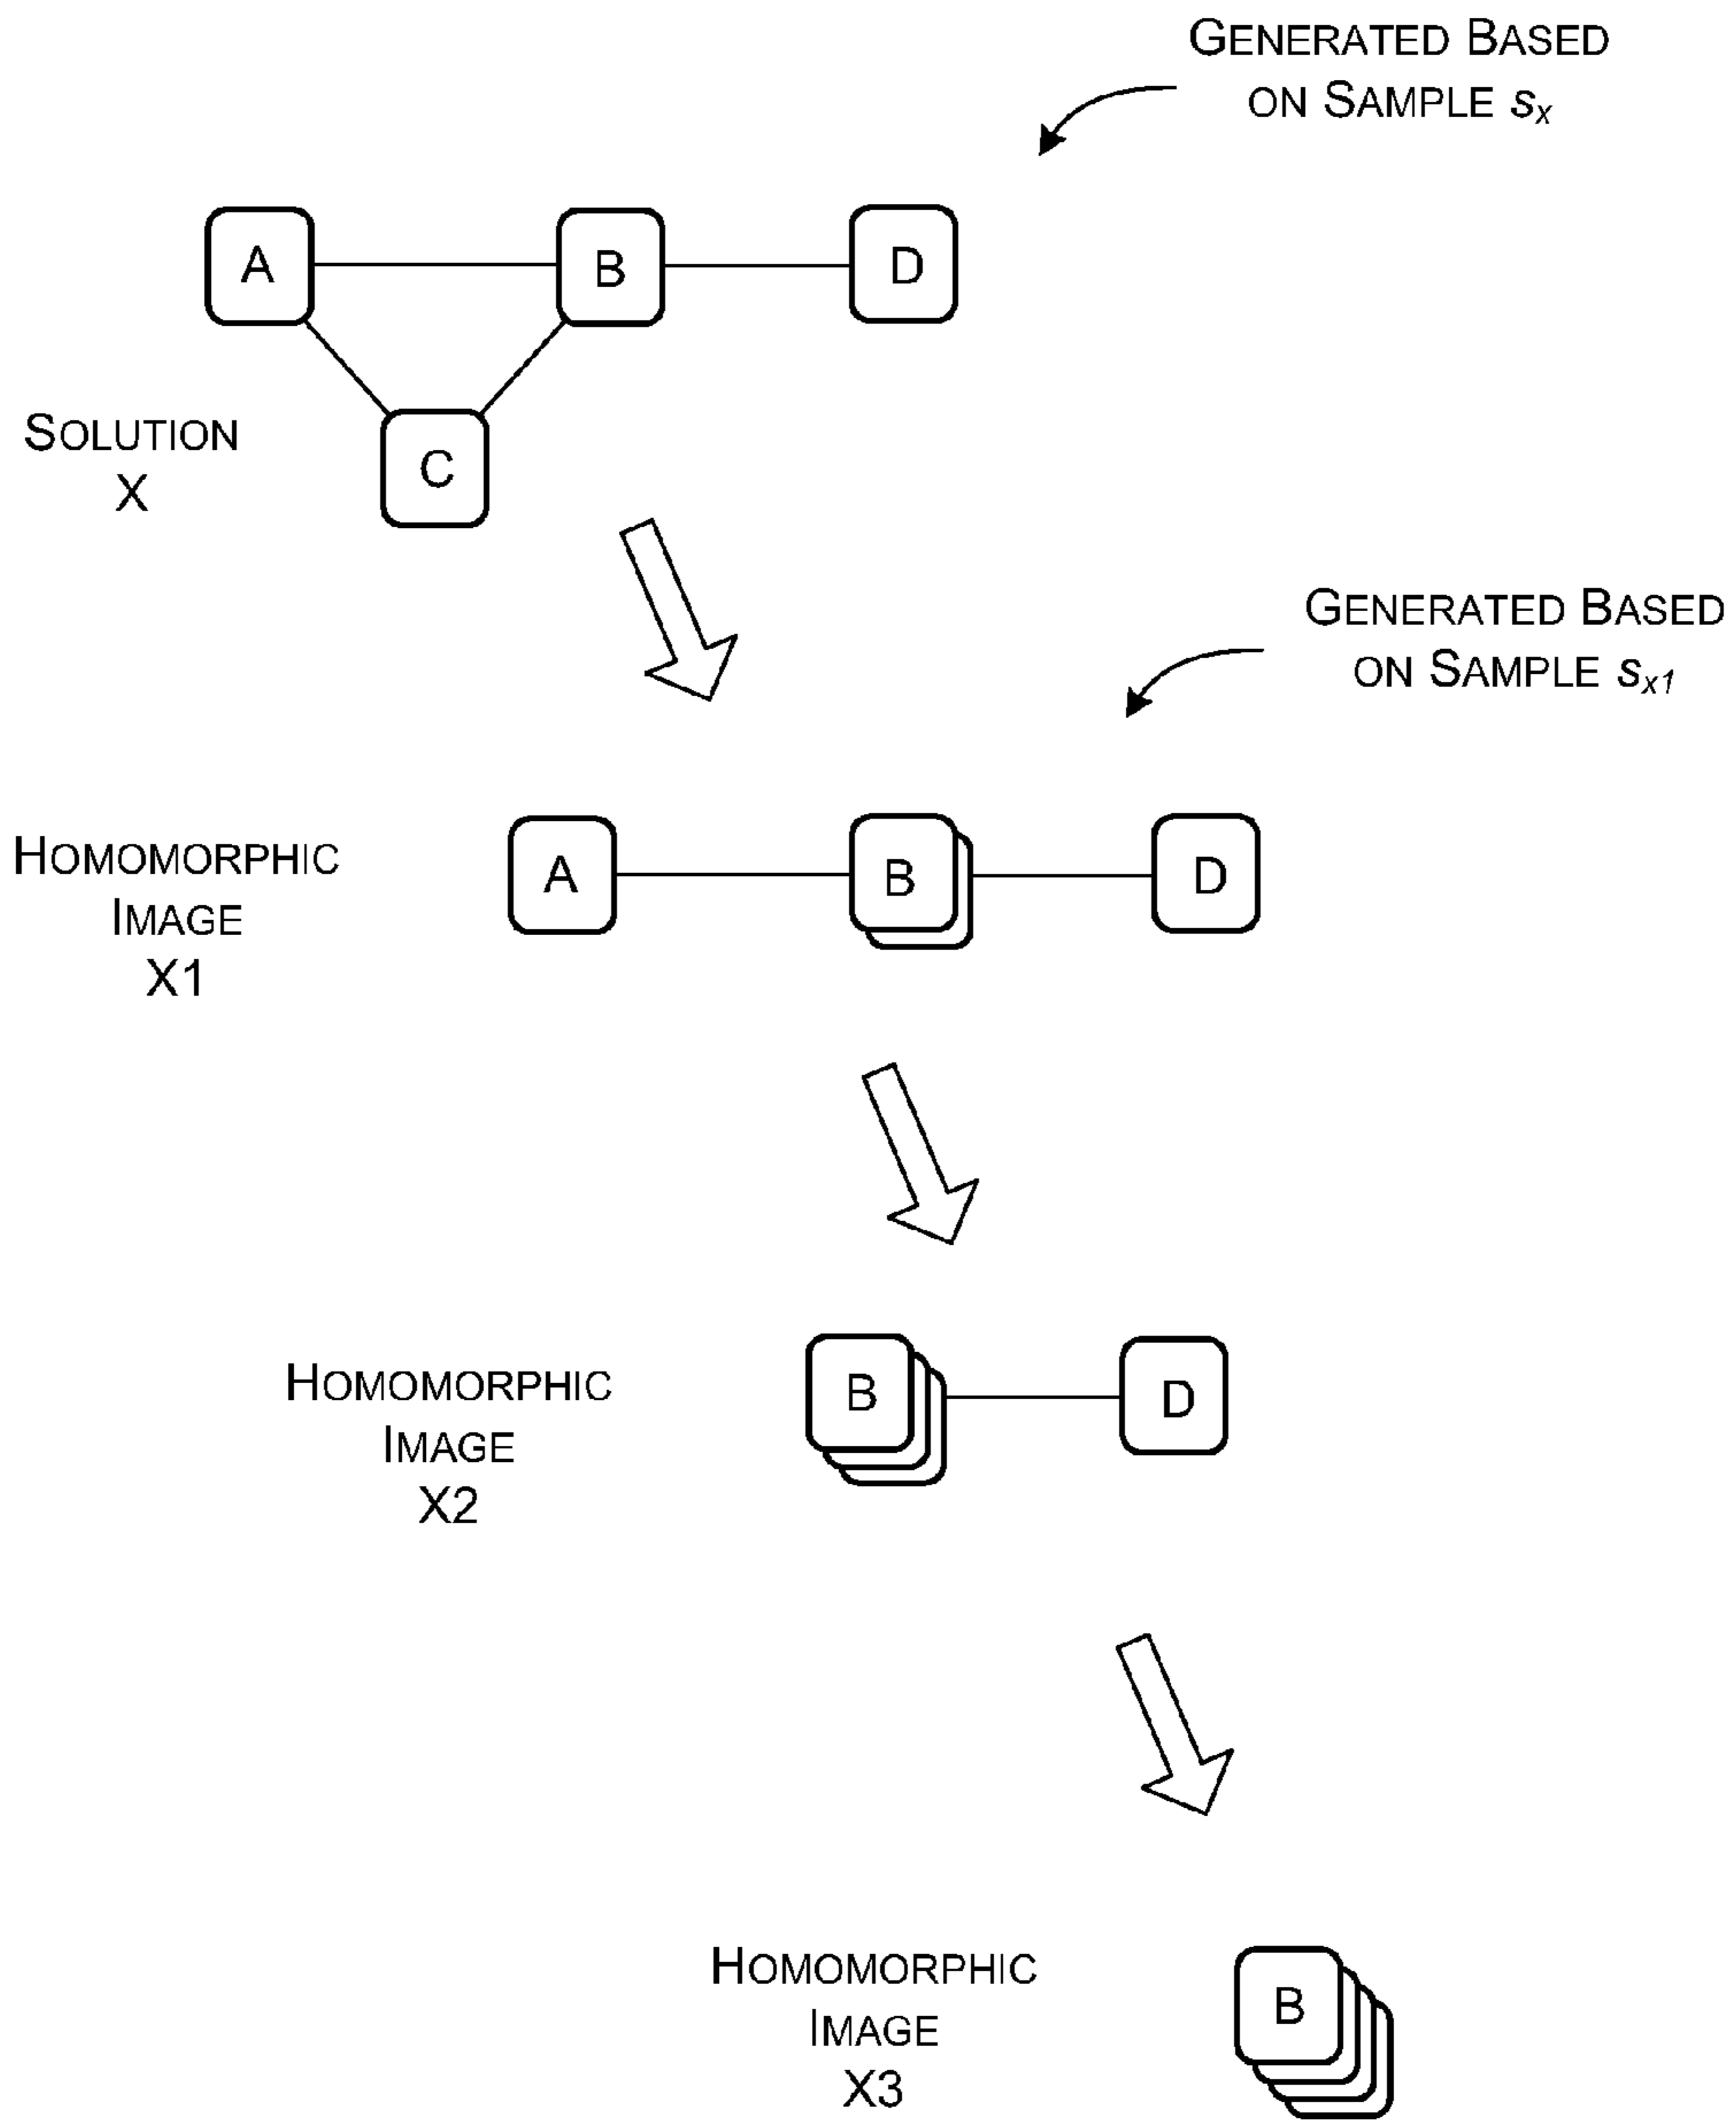 GENERATED BASED
ON SAMPLE sx
A
B
D
SOLUTION
X
C
GENERATED BASED
ON SAMPLE sx1
HOMOMORPHIC
IMAGE
X1
A
B
D
HOMOMORPHIC
IMAGE
X2
B
D
HOMOMORPHIC
IMAGE
X3
B